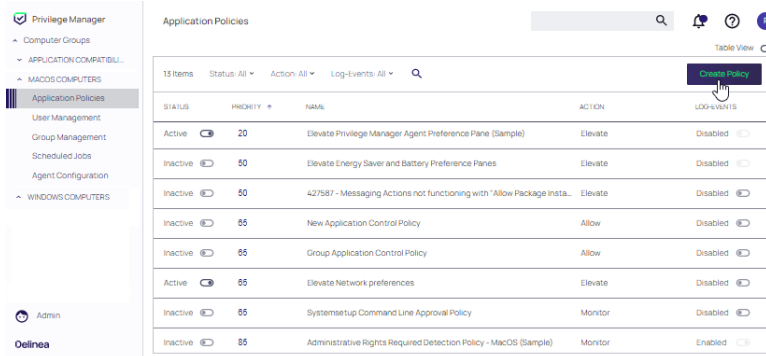 Privilege Manager
Application Policies
Computer Groups
Table View
APPLICATION COMPATIBILI...
MACOS COMPUTERS
Application Policies
User Management
Group Management
Scheduled Jobs
Agent Configuration
WINDOWS COMPUTERS
13 Items Status: All Action: All Log-Events: All
Create Policy
STATUS PRIORITY NAME ACTION LOG-EVENTS
Active 20 Elevate Privilege Manager Agent Preference Pane (Sample) Elevate Disabled
Inactive 50 Elevate Energy Saver and Battery Preference Panes Elevate Disabled
Inactive 50 427587 - Messaging Actions not functioning with "Allow Package Insta... Elevate Disabled
Inactive 65 New Application Control Policy Allow Disabled
Inactive 65 Group Application Control Policy Allow Disabled
Active 65 Elevate Network preferences Elevate Disabled
Inactive 65 Systemsetup Command Line Approval Policy Monitor Disabled
Inactive 85 Administrative Rights Required Detection Policy - MacOS (Sample) Monitor Enabled
Admin
Delinea